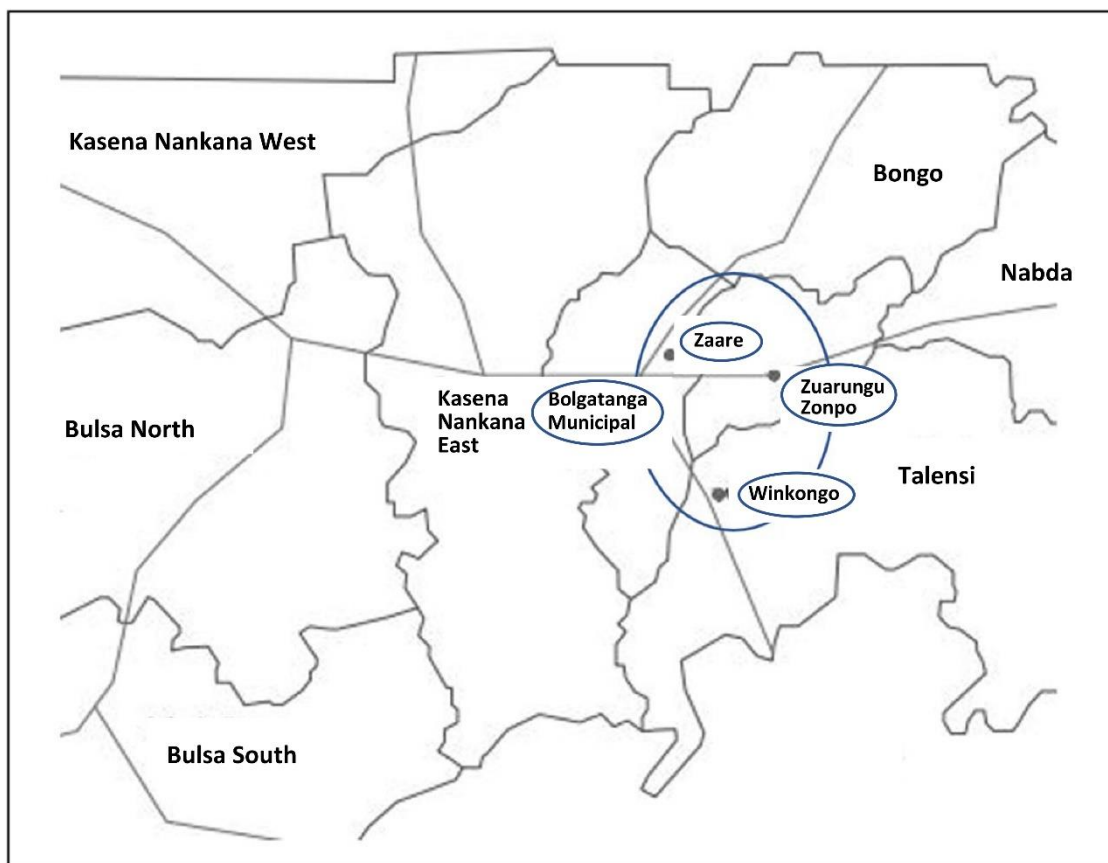 Kasena Nankana West
Bongo
Nabda
Zaare
Kasena
Nankana
East
Bolgatanga
Municipal
Zuarungu
Zonpo
Bulsa North
Talensi
Winkongo
Bulsa South